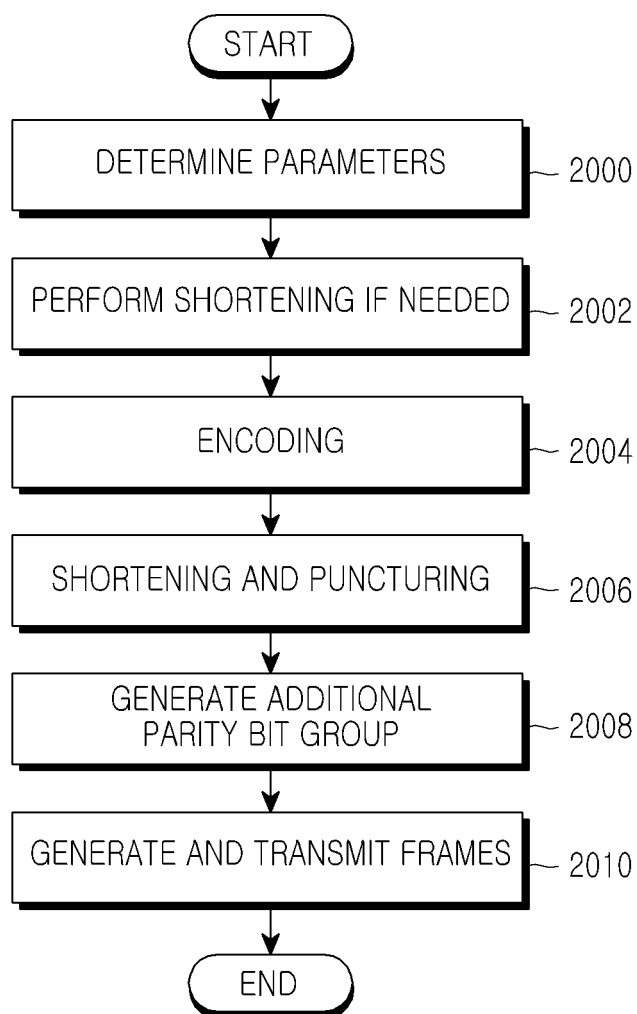 START
DETERMINE PARAMETERS
2000
PERFORM SHORTENING IF NEEDED
2002
ENCODING
2004
SHORTENING AND PUNCTURING
2006
GENERATE ADDITIONAL
PARITY BIT GROUP
2008
GENERATE AND TRANSMIT FRAMES
2010
END